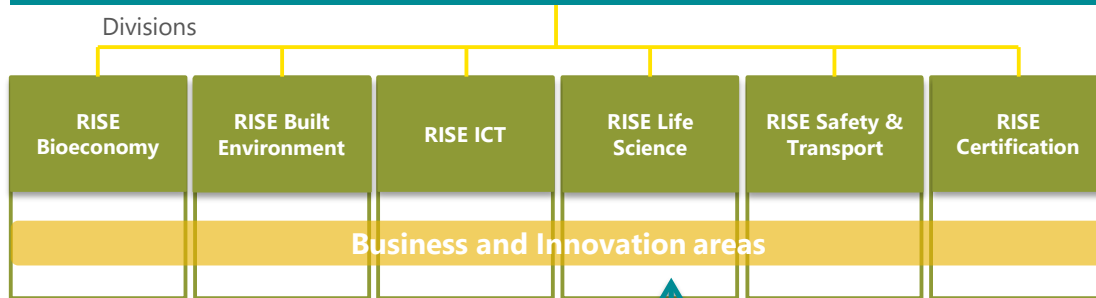 Divisions
RISE
Bioeconomy
RISE Built
Environment
RISE ICT
RISE Life
Science
RISE Safety &
Transport
RISE
Certification
Business and Innovation areas